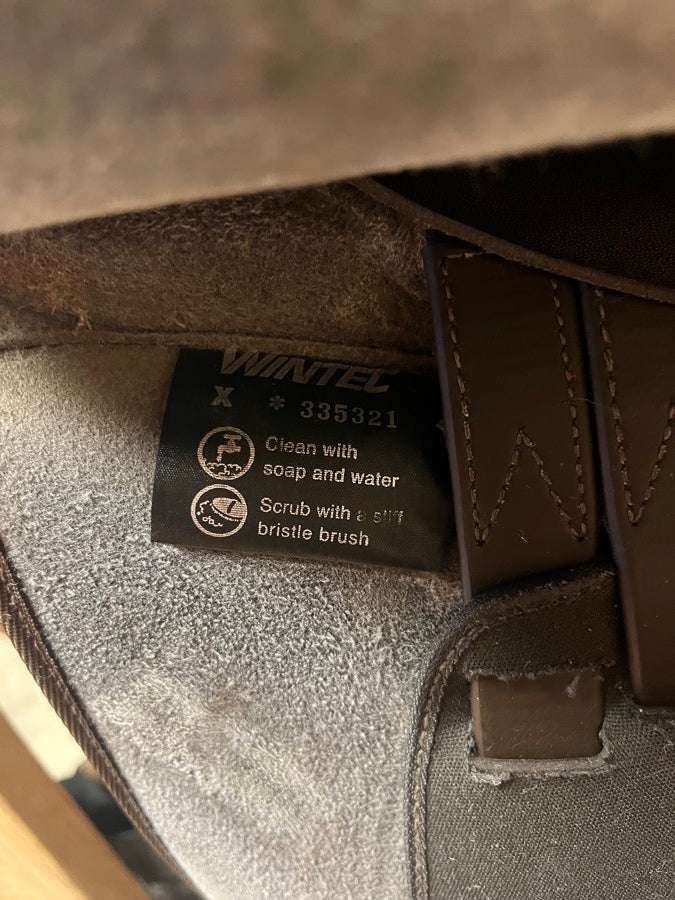 WINTEC
X * 335321
Clean with
soap and water
Scrub with a stiff
bristle brush